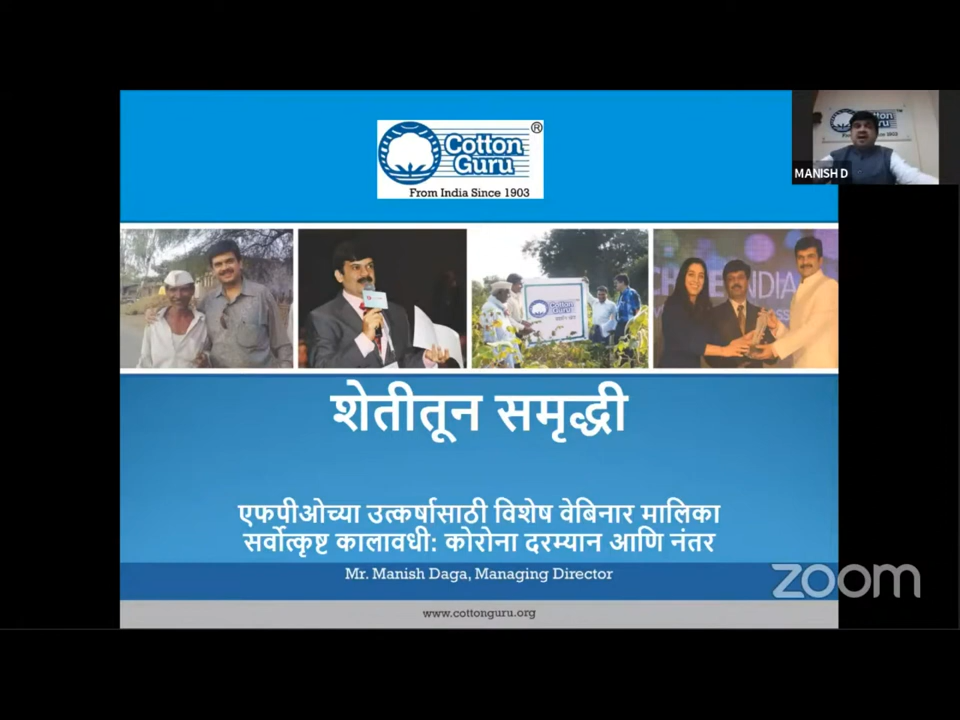 Cotton
Guru
®
From India Since 1903
MANISH D
शेतीतून समृद्धी
एफपीओच्या उत्कर्षासाठी विशेष वेबिनार मालिका
सर्वोत्कृष्ट कालावधी: कोरोना दरम्यान आणि नंतर
Mr. Manish Daga, Managing Director
zoom
www.cottonguru.org